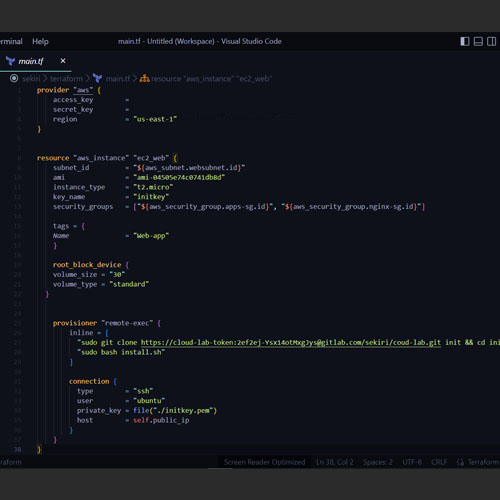 rminal Help main.tf - Untitled (Workspace) - Visual Studio Code
main.tf ×
sekiri > terraform > main.tf > resource "aws_instance" "ec2_web"
1 provider "aws" {
2 access_key =
3 secret_key =
4 region = "us-east-1"
5 }
6
7
8 resource "aws_instance" "ec2_web" {
9 subnet_id = "${aws_subnet.websubnet.id}"
10 ami = "ami-04505e74c0741db8d"
11 instance_type = "t2.micro"
12 key_name = "initkey"
13 security_groups = ["${aws_security_group.apps-sg.id}", "${aws_security_group.nginx-sg.id}"]
14
15 tags = {
16 Name = "Web-app"
17 }
18
19 root_block_device {
20 volume_size = "30"
21 volume_type = "standard"
22 }
23
24
25 provisioner "remote-exec" {
26 inline = [
27 "sudo git clone https://cloud-lab-token:2ef2ej-Ysx14otMxgJys@gitlab.com/sekiri/coud-lab.git init && cd ini
28 "sudo bash install.sh"
29 ]
30
31 connection {
32 type = "ssh"
33 user = "ubuntu"
34 private_key = file("./initkey.pem")
35 host = self.public_ip
36 }
37 }
38 }
raform Screen Reader Optimized Ln 38, Col 2 Spaces: 2 UTF-8 CRLF Terraform